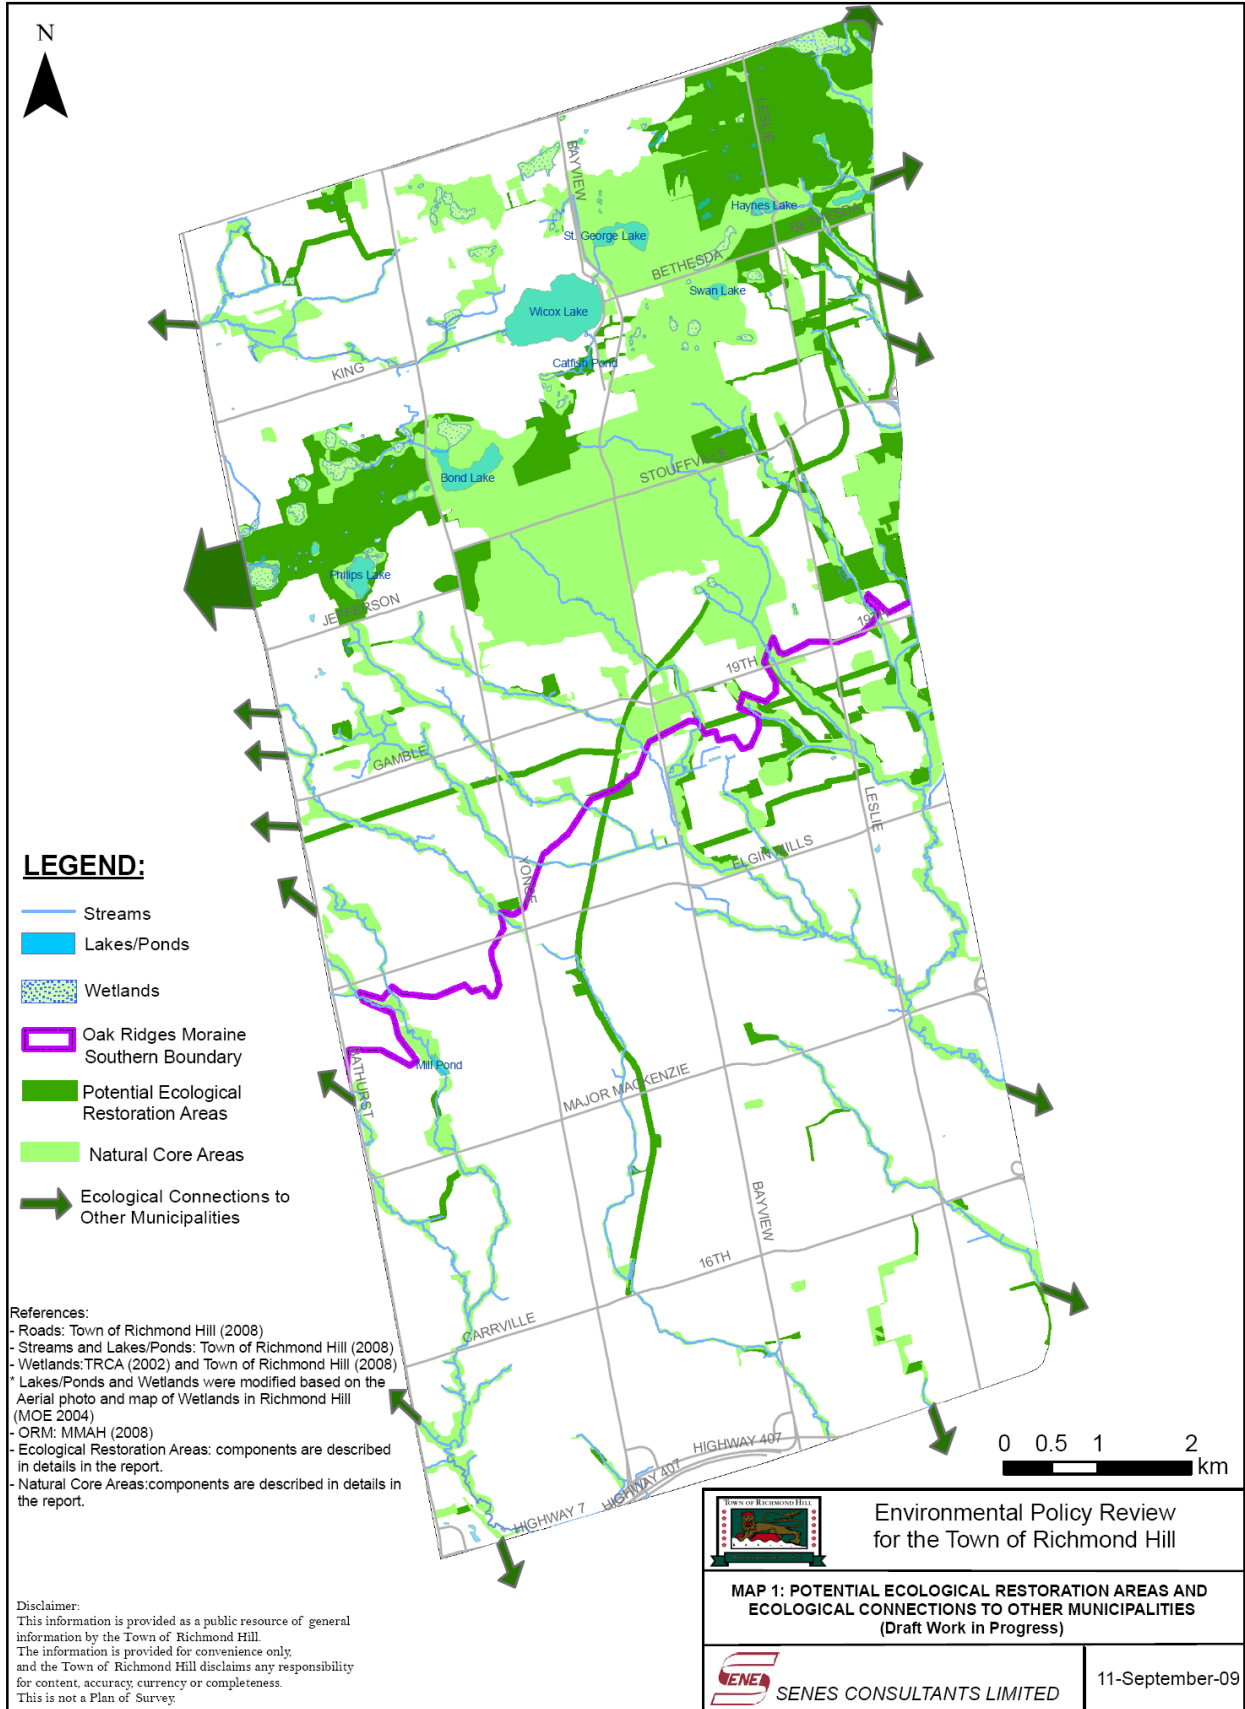 N
LESLIE
BAYVIEW
Haynes Lake
BETHESDA
St. George Lake
BETHESDA
Swan Lake
Wicox Lake
Catfish Pond
KING
STOUFFVILLE
Bond Lake
Philips Lake
JEFFERSON
19TH
19TH
GAMBLE
LESLIE
ELGIN MILLS
YONGE
BATHURST
Mill Pond
MAJOR MACKENZIE
BAYVIEW
16TH
CARRVILLE
HIGHWAY 407
HIGHWAY 407
HIGHWAY 7
LEGEND:
Streams
Lakes/Ponds
Wetlands
Oak Ridges Moraine
Southern Boundary
Potential Ecological
Restoration Areas
Natural Core Areas
Ecological Connections to
Other Municipalities
References:
- Roads: Town of Richmond Hill (2008)
- Streams and Lakes/Ponds: Town of Richmond Hill (2008)
- Wetlands:TRCA (2002) and Town of Richmond Hill (2008)
* Lakes/Ponds and Wetlands were modified based on the
Aerial photo and map of Wetlands in Richmond Hill
(MOE 2004)
- ORM: MMAH (2008)
- Ecological Restoration Areas: components are described
in details in the report.
- Natural Core Areas:components are described in details in
the report.
0 0.5 1 2
km
Disclaimer:
This information is provided as a public resource of general
information by the Town of Richmond Hill.
The information is provided for convenience only,
and the Town of Richmond Hill disclaims any responsibility
for content, accuracy, currency or completeness.
This is not a Plan of Survey.
TOWN OF RICHMOND HILL
Environmental Policy Review
for the Town of Richmond Hill
MAP 1: POTENTIAL ECOLOGICAL RESTORATION AREAS AND
ECOLOGICAL CONNECTIONS TO OTHER MUNICIPALITIES
(Draft Work in Progress)
SENES
SENES CONSULTANTS LIMITED
11-September-09